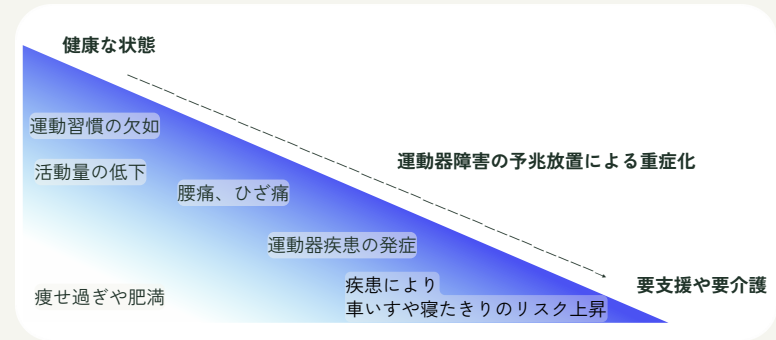 健康な状態
運動習慣の欠如
運動器障害の予兆放置による重症化
活動量の低下
腰痛、ひざ痛
運動器疾患の発症
疾患により
車いすや寝たきりのリスク上昇
要支援や要介護
痩せ過ぎや肥満